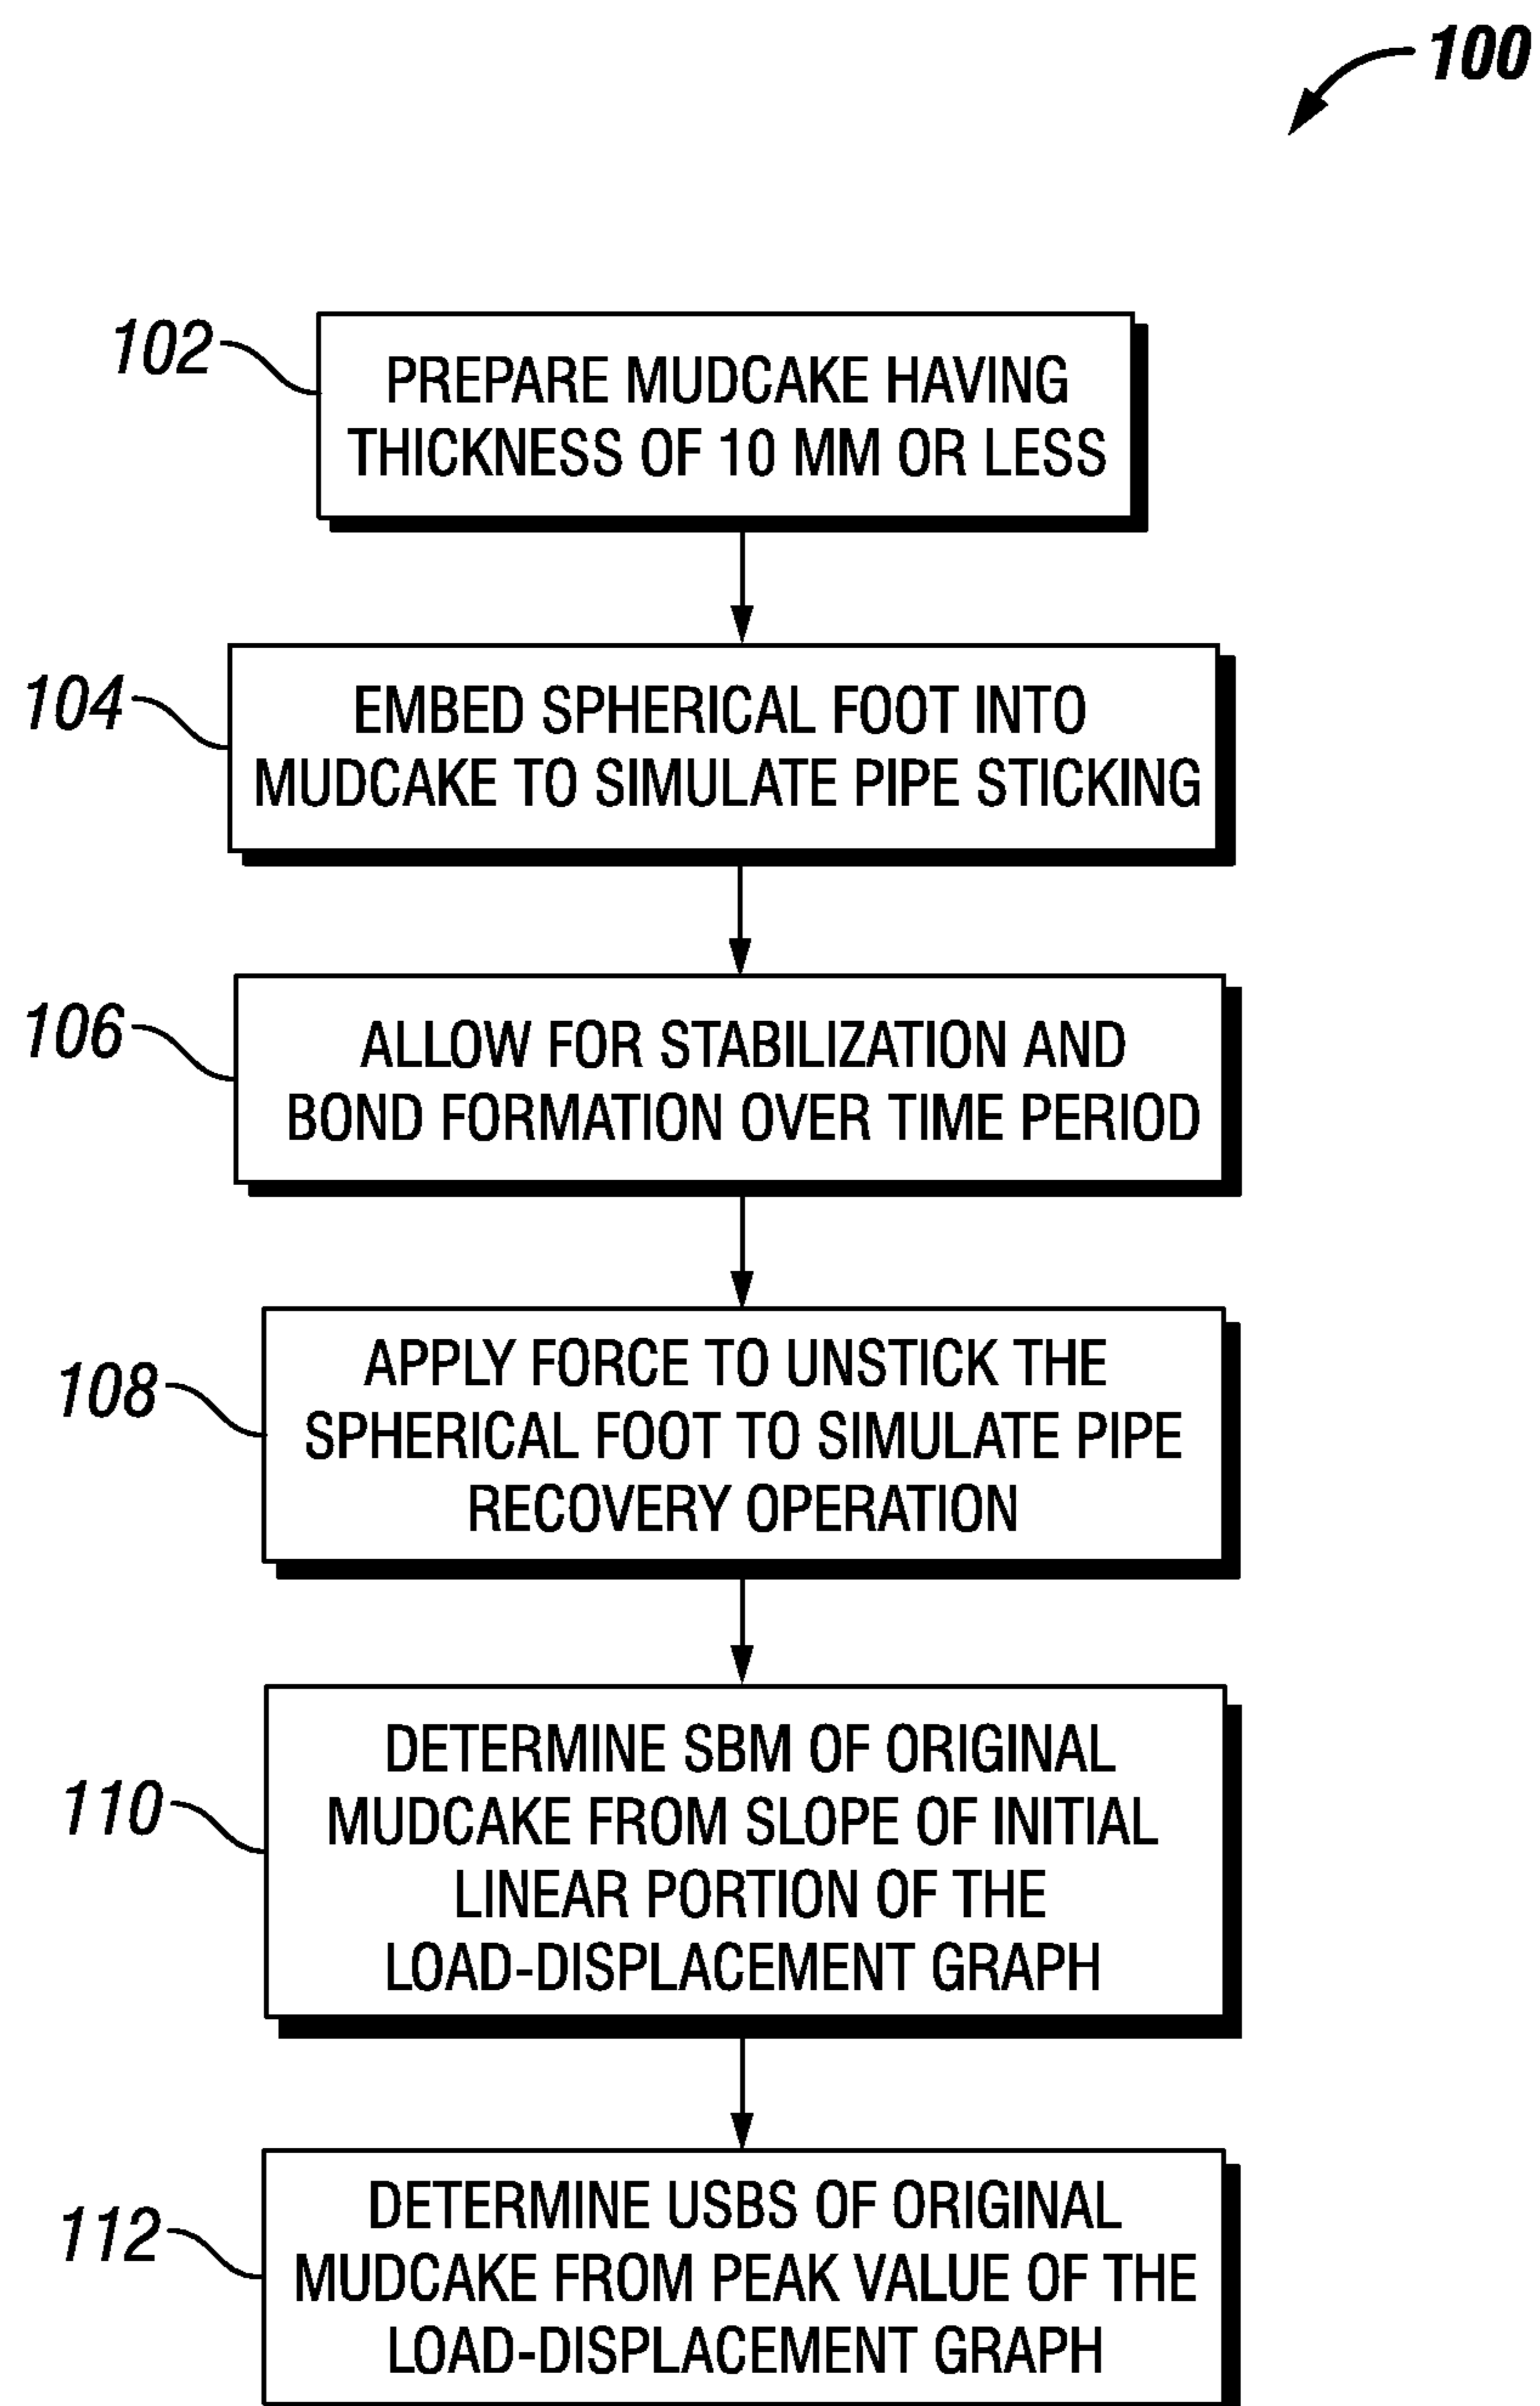 100
102
PREPARE MUDCAKE HAVING
THICKNESS OF 10 MM OR LESS
104
EMBED SPHERICAL FOOT INTO
MUDCAKE TO SIMULATE PIPE STICKING
106
ALLOW FOR STABILIZATION AND
BOND FORMATION OVER TIME PERIOD
108
APPLY FORCE TO UNSTICK THE
SPHERICAL FOOT TO SIMULATE PIPE
RECOVERY OPERATION
110
DETERMINE SBM OF ORIGINAL
MUDCAKE FROM SLOPE OF INITIAL
LINEAR PORTION OF THE
LOAD-DISPLACEMENT GRAPH
112
DETERMINE USBS OF ORIGINAL
MUDCAKE FROM PEAK VALUE OF THE
LOAD-DISPLACEMENT GRAPH